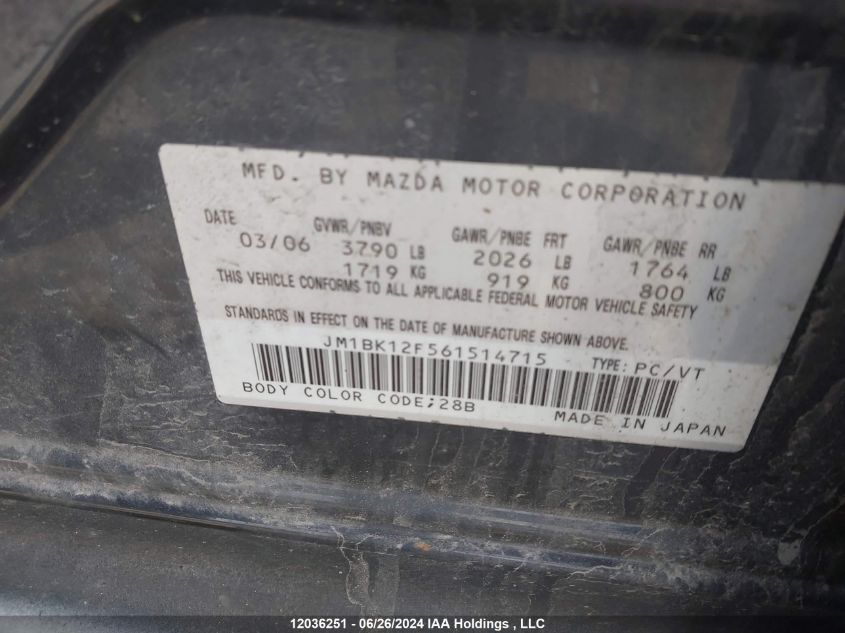 MFD. BY MAZDA MOTOR CORPORATION
DATE GVWR/PNBV GAWR/PNBE FRT GAWR/PNBE RR
03/06 3790 LB 2026 LB 1764 LB
1719 KG 919 KG 800 KG
THIS VEHICLE CONFORMS TO ALL APPLICABLE FEDERAL MOTOR VEHICLE SAFETY
STANDARDS IN EFFECT ON THE DATE OF MANUFACTURE SHOWN ABOVE.
JM1BK12F561514715 TYPE: PC/VT
BODY COLOR CODE;28B MADE IN JAPAN
12036251 - 06/26/2024 IAA Holdings , LLC